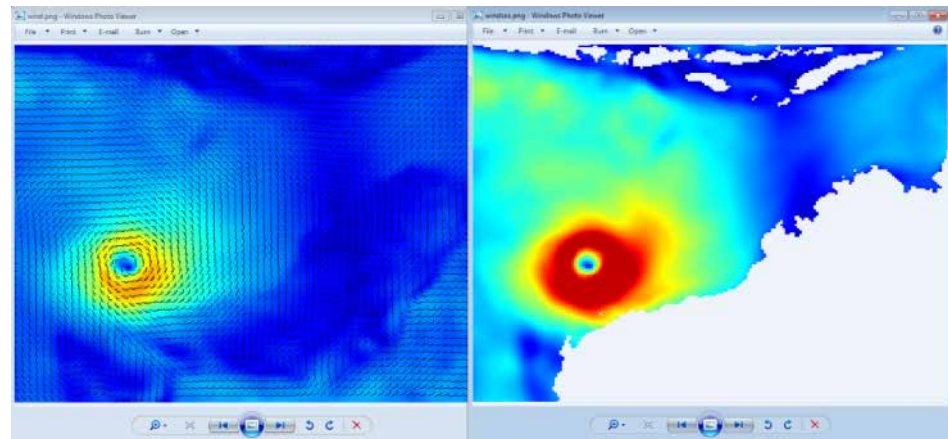 wind.png - Windows Photo Viewer
File Print E-mail Burn Open
windsea.png - Windows Photo Viewer
File Print E-mail Burn Open